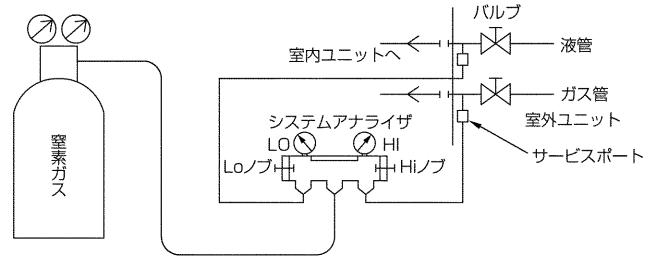 バルブ
液管
室内ユニットへ
ガス管
システムアナライザ
室外ユニット
LO
HI
サービスポート
Loノブ
Hiノブ
窒素ガス